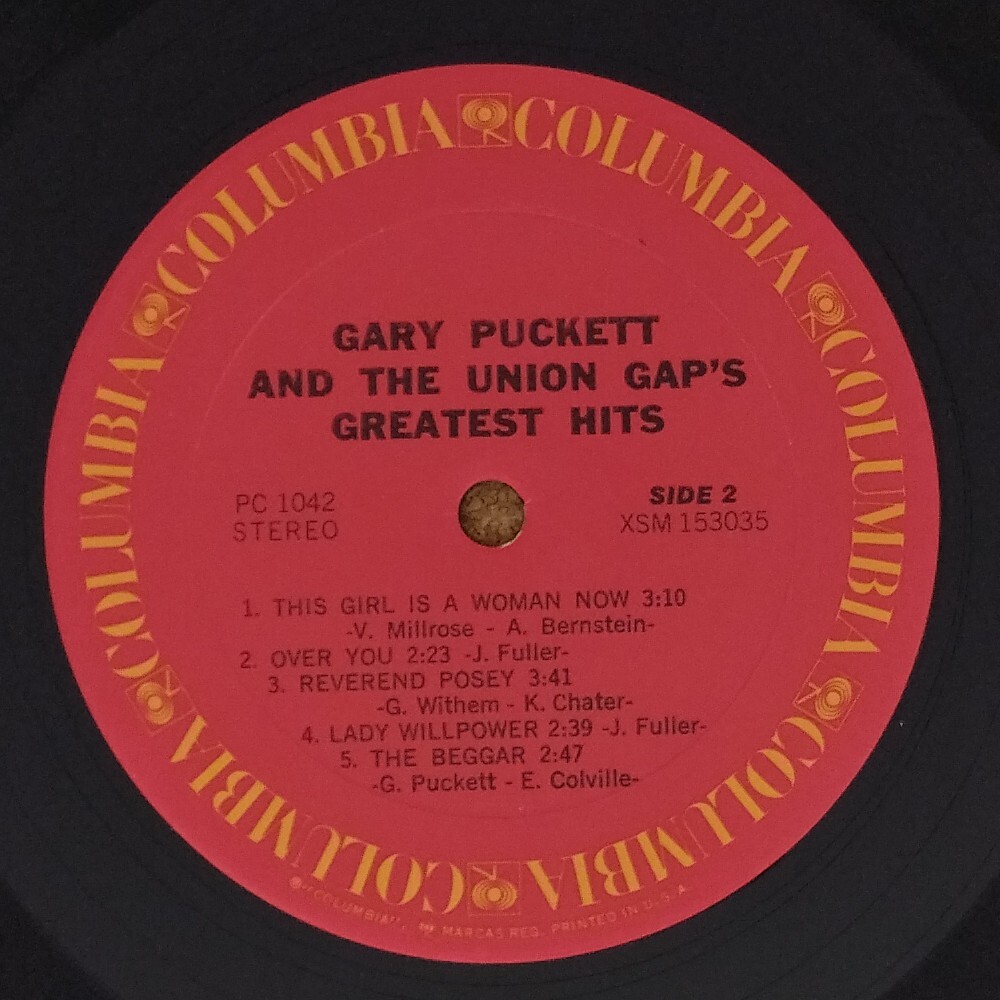 COLUMBIA COLUMBIA COLUMBIA COLUMBIA COLUMBIA COLUMBIA
GARY PUCKETT
AND THE UNION GAP'S
GREATEST HITS
PC 1042
STEREO
SIDE 2
XSM 153035
1. THIS GIRL IS A WOMAN NOW 3:10
-V. Millrose - A. Bernstein-
2. OVER YOU 2:23 -J. Fuller-
3. REVEREND POSEY 3:41
-G. Withem - K. Chater-
4. LADY WILLPOWER 2:39 -J. Fuller-
5. THE BEGGAR 2:47
-G. Puckett - E. Colville-
"COLUMBIA", MARCAS REG. PRINTED IN U.S.A.